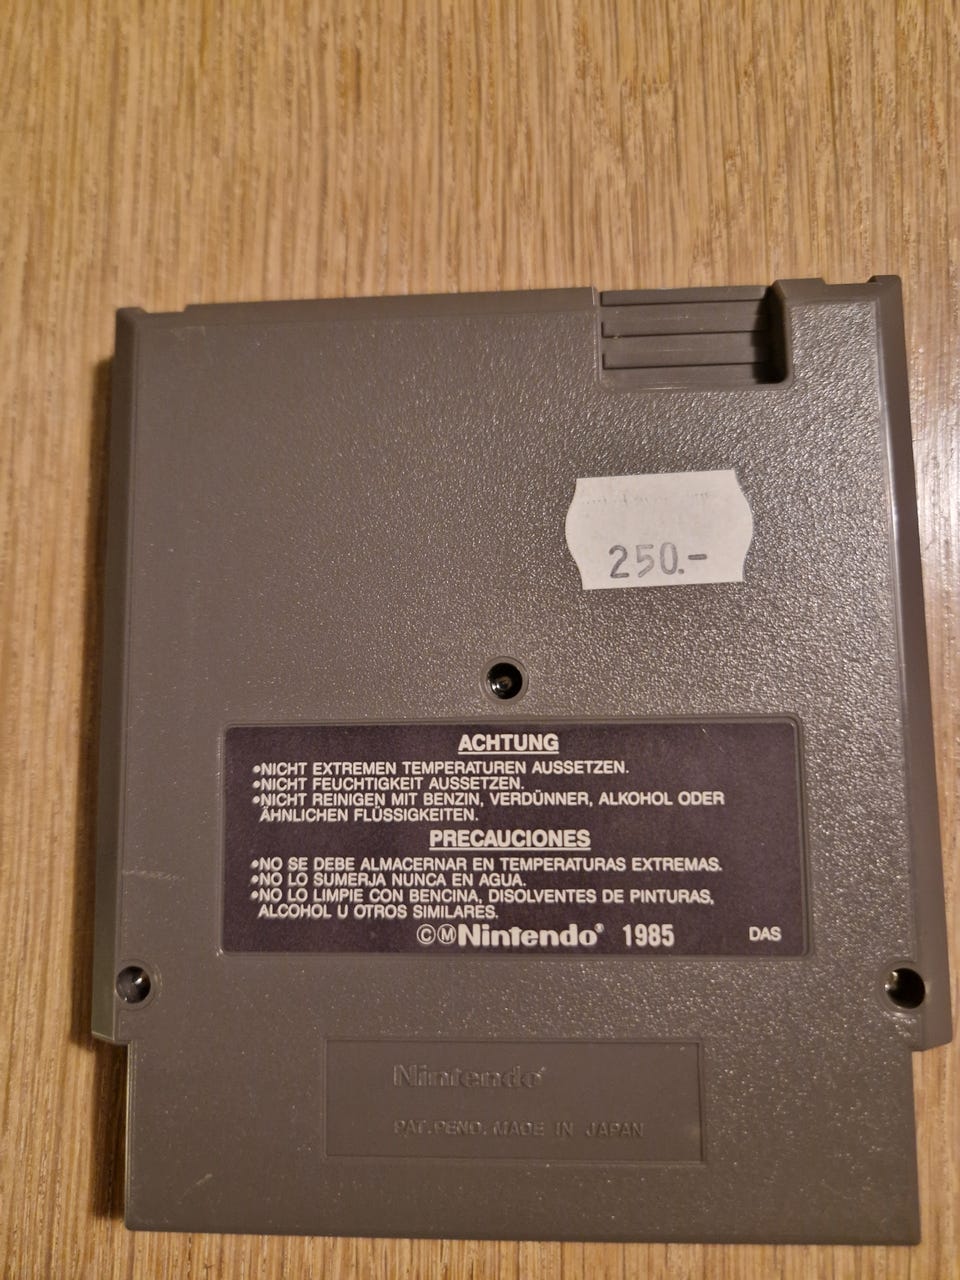 250.-
ACHTUNG
•NICHT EXTREMEN TEMPERATUREN AUSSETZEN.
•NICHT FEUCHTIGKEIT AUSSETZEN.
•NICHT REINIGEN MIT BENZIN, VERDÜNNER, ALKOHOL ODER
ÄHNLICHEN FLÜSSIGKEITEN.
PRECAUCIONES
•NO SE DEBE ALMACERNAR EN TEMPERATURAS EXTREMAS.
•NO LO SUMERJA NUNCA EN AGUA.
•NO LO LIMPIE CON BENCINA, DISOLVENTES DE PINTURAS,
ALCOHOL U OTROS SIMILARES.
©ⓂNintendo® 1985 DAS
Nintendo®
PAT. PEND. MADE IN JAPAN